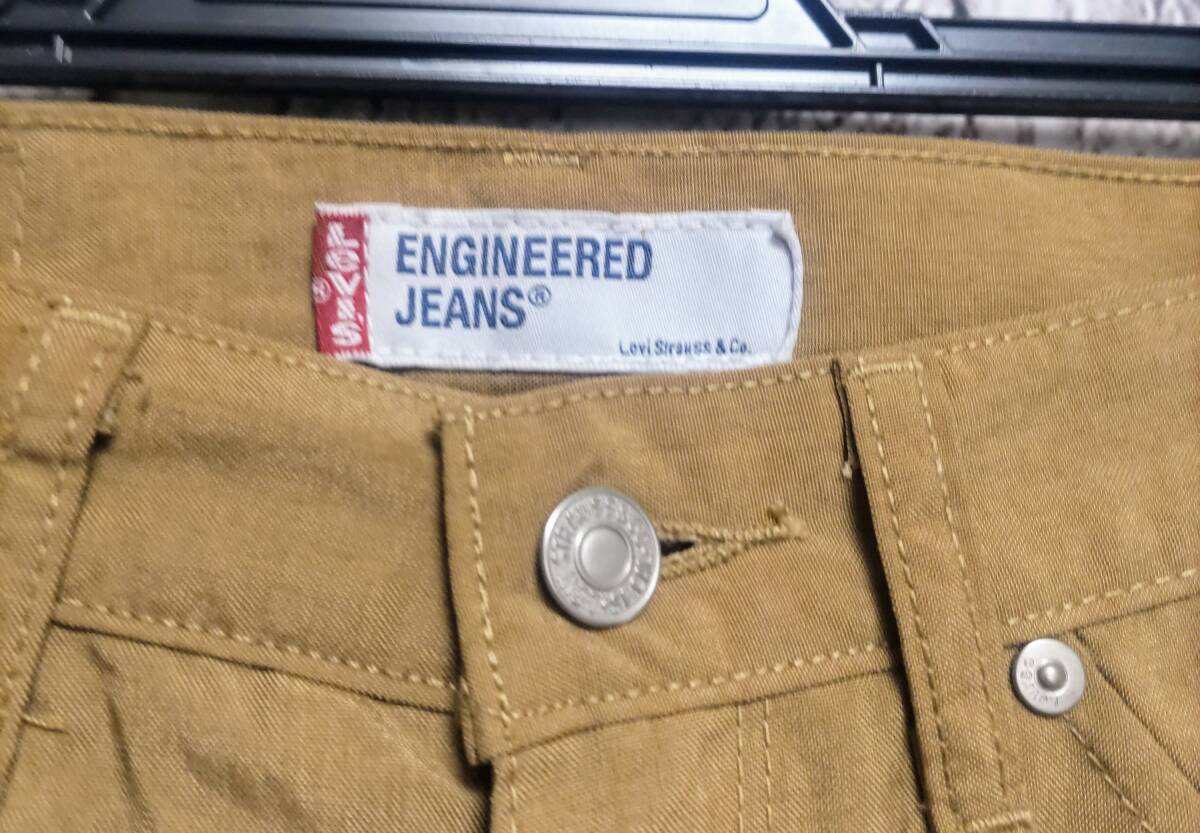 LEVI'S®
ENGINEERED
JEANS®
Levi Strauss & Co.